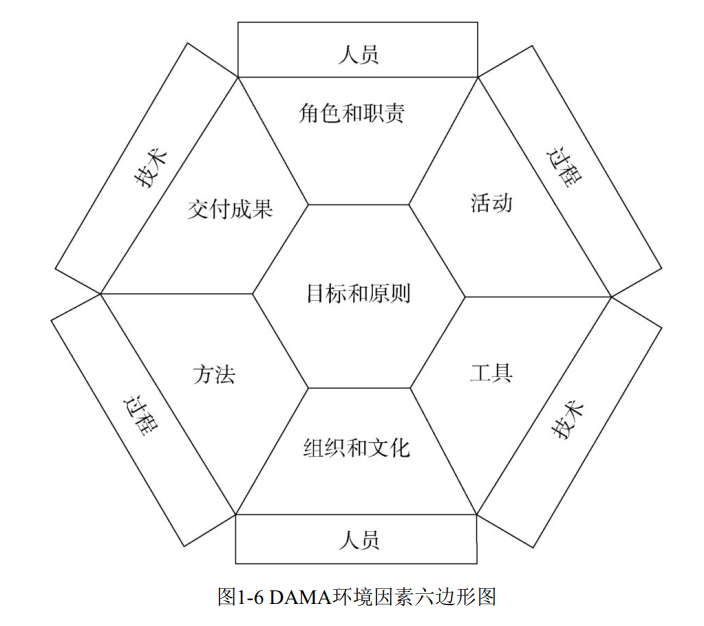 人员
角色和职责
技术
过程
交付成果
活动
目标和原则
方法
工具
过程
技术
组织和文化
人员
图1-6 DAMA环境因素六边形图